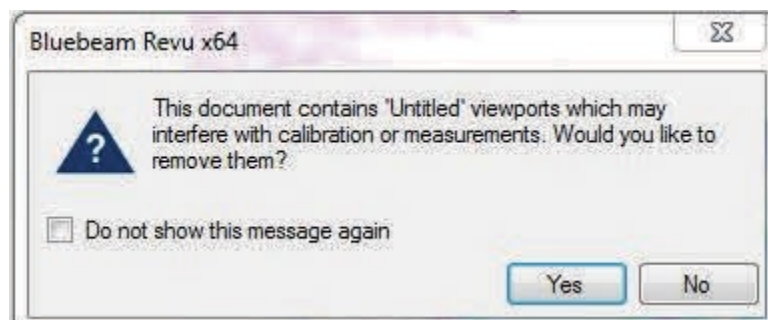 Bluebeam Revu x64
This document contains 'Untitled' viewports which may
interfere with calibration or measurements. Would you like to
remove them?
Do not show this message again
Yes
No